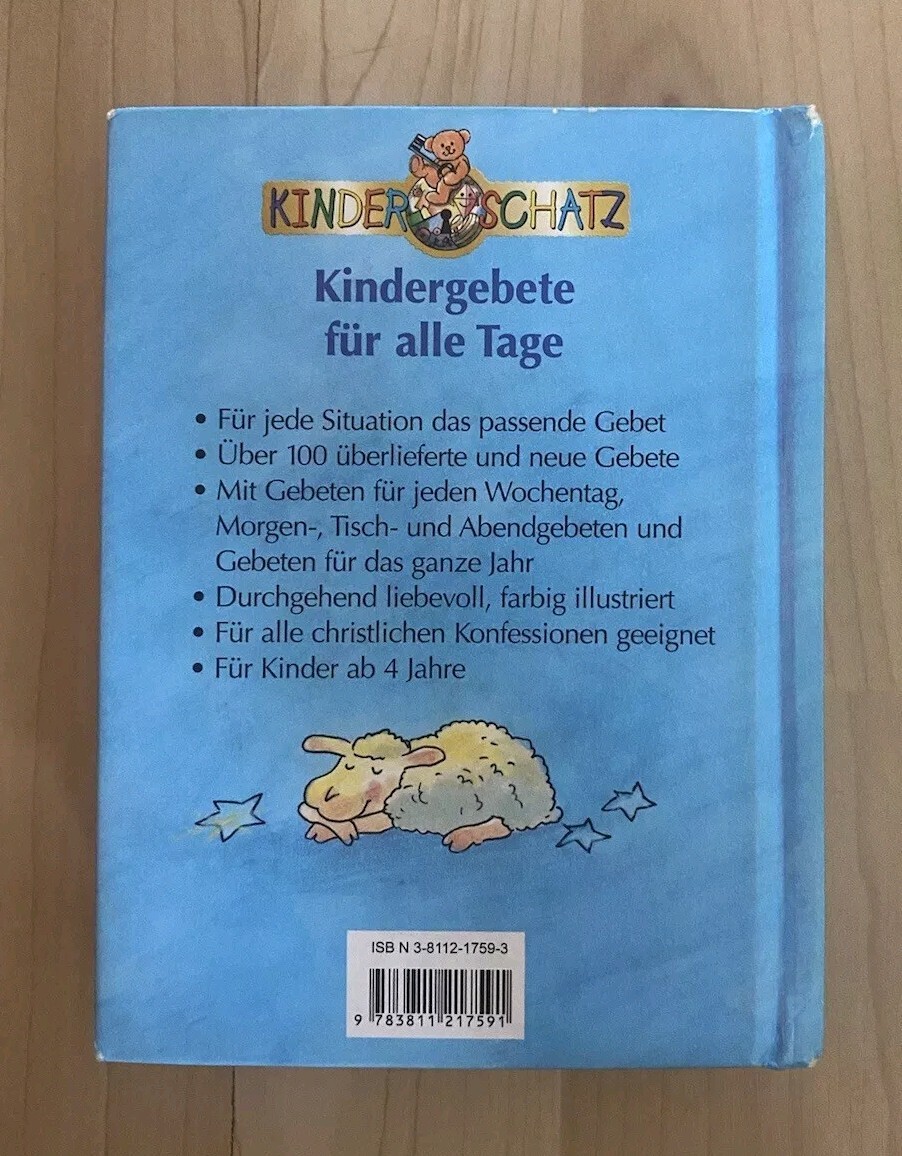 KINDERSCHATZ
Kindergebete
für alle Tage
• Für jede Situation das passende Gebet
• Über 100 überlieferte und neue Gebete
• Mit Gebeten für jeden Wochentag,
Morgen-, Tisch- und Abendgebeten und
Gebeten für das ganze Jahr
• Durchgehend liebevoll, farbig illustriert
• Für alle christlichen Konfessionen geeignet
• Für Kinder ab 4 Jahre
ISB N 3-8112-1759-3
9 783811 217591